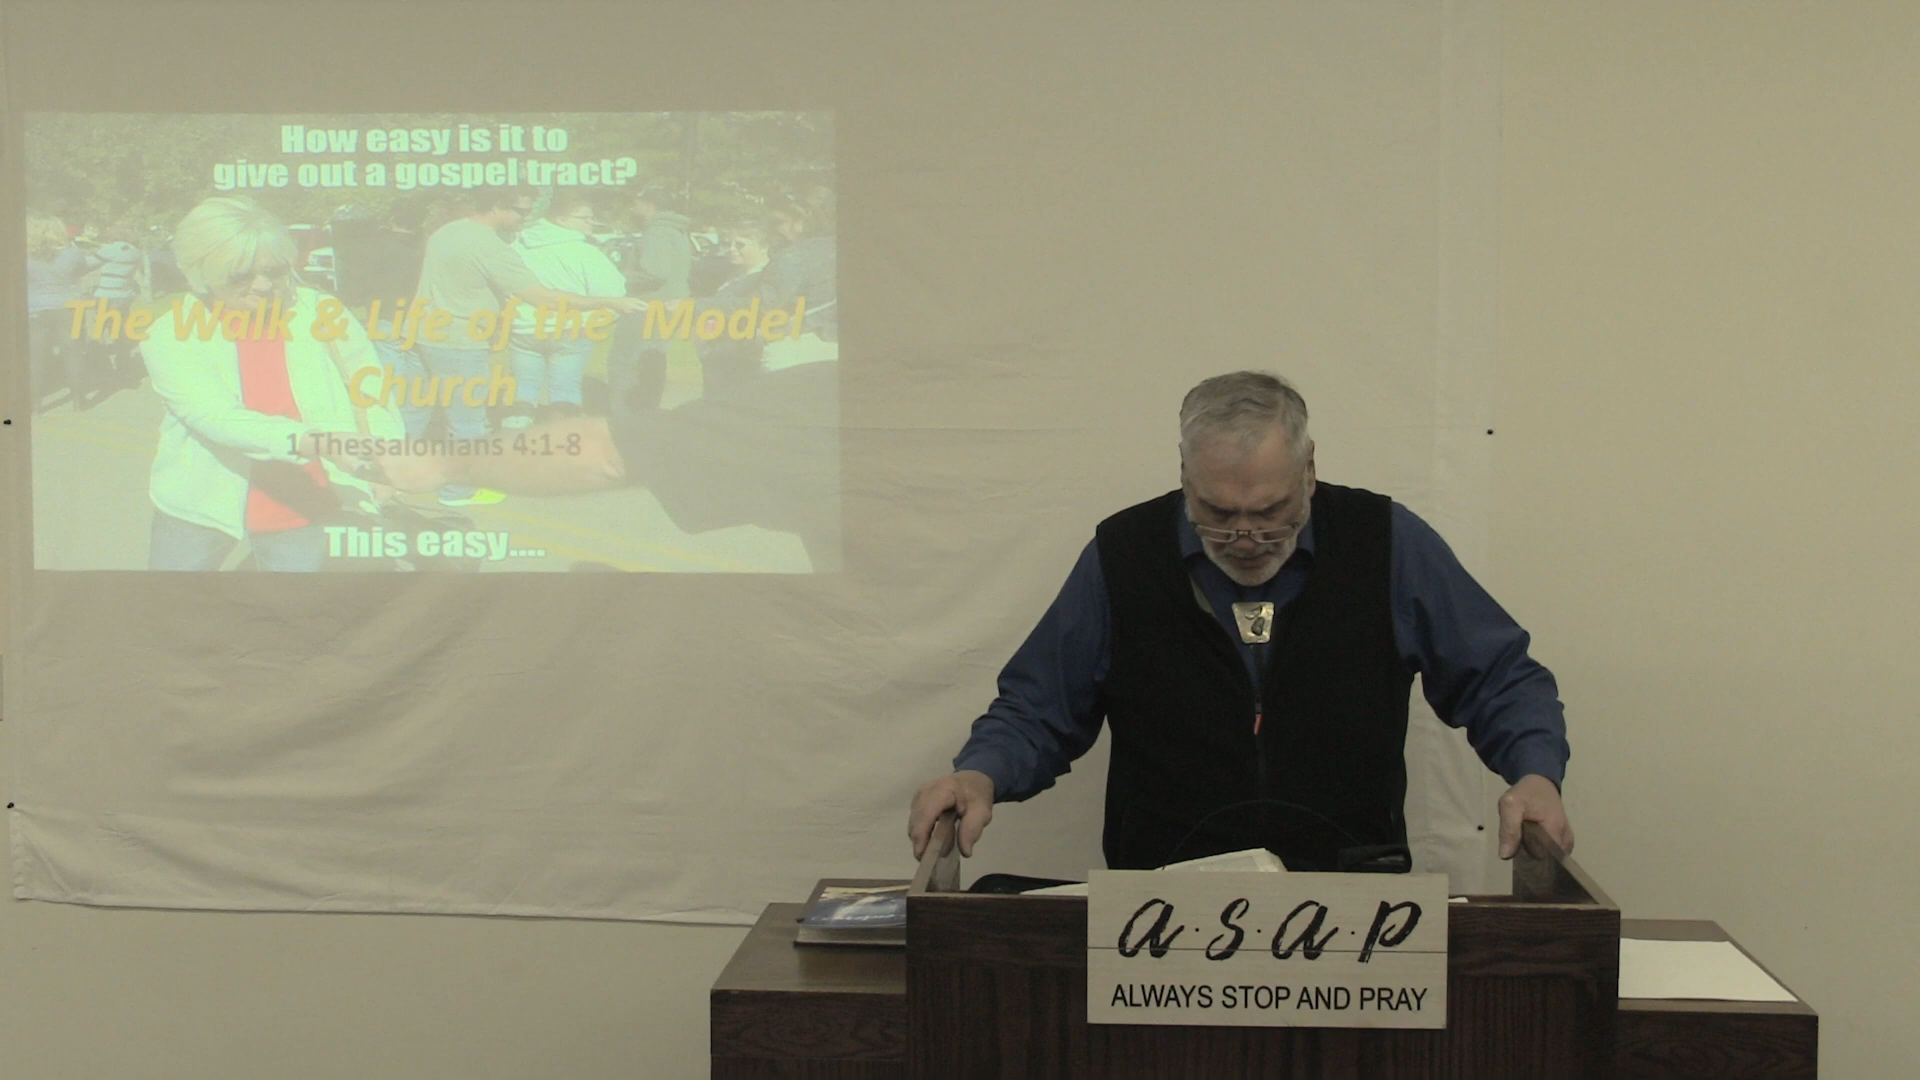 How easy is it to
give out a gospel tract?
The Walk & Life of the Model
Church
1 Thessalonians 4:1-8
This easy....
a.s.a.p
ALWAYS STOP AND PRAY